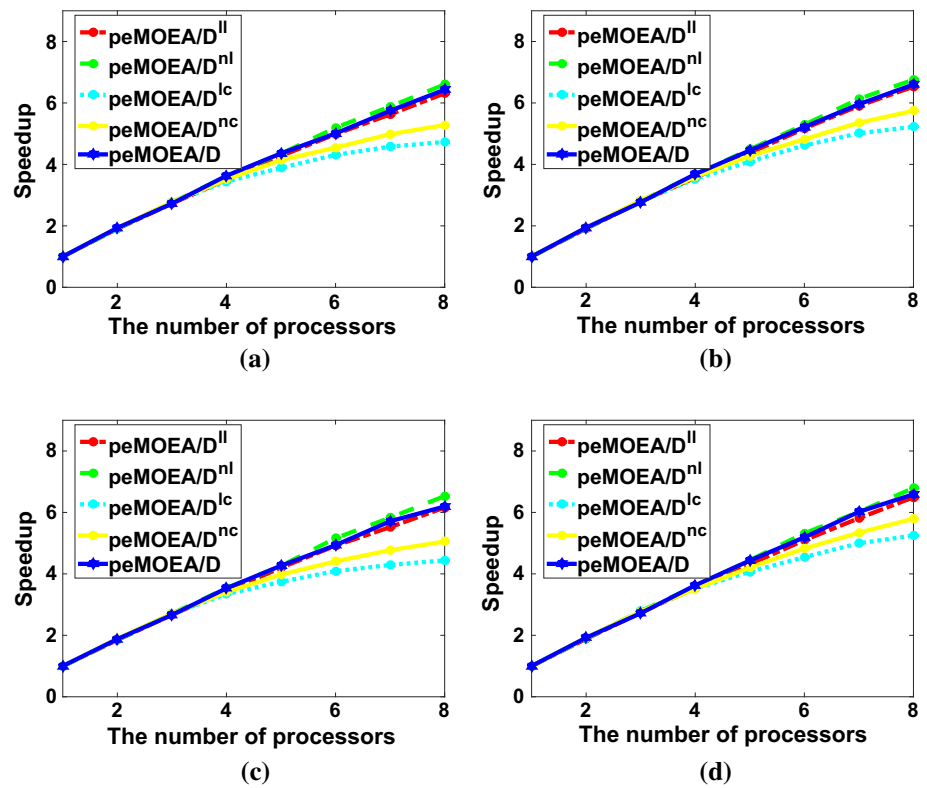 8
6
4
2
0
Speedup
peMOEA/D^ll
peMOEA/D^nl
peMOEA/D^lc
peMOEA/D^nc
peMOEA/D
2 4 6 8
The number of processors
(a)
8
6
4
2
0
Speedup
peMOEA/D^ll
peMOEA/D^nl
peMOEA/D^lc
peMOEA/D^nc
peMOEA/D
2 4 6 8
The number of processors
(b)
8
6
4
2
0
Speedup
peMOEA/D^ll
peMOEA/D^nl
peMOEA/D^lc
peMOEA/D^nc
peMOEA/D
2 4 6 8
The number of processors
(c)
8
6
4
2
0
Speedup
peMOEA/D^ll
peMOEA/D^nl
peMOEA/D^lc
peMOEA/D^nc
peMOEA/D
2 4 6 8
The number of processors
(d)